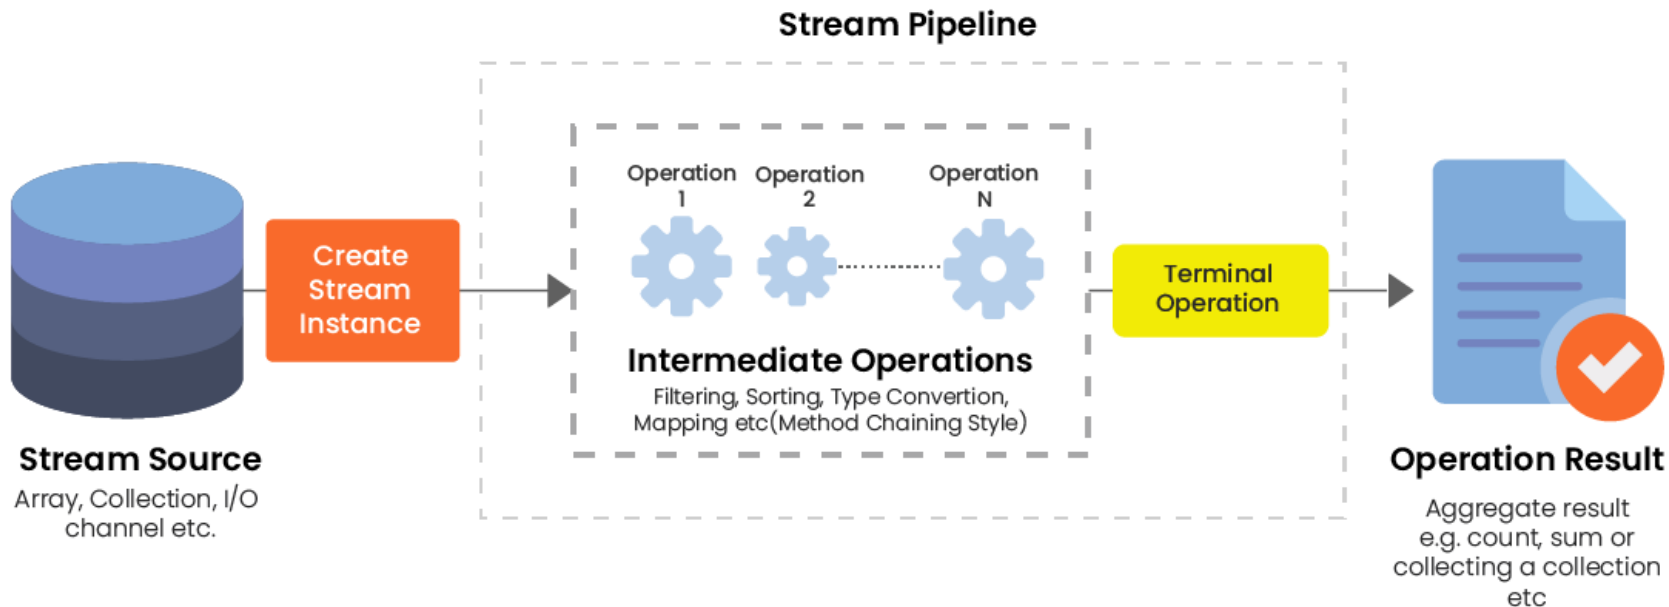 Stream Pipeline
Operation
1
Operation
2
Operation
N
Create
Stream
Instance
Terminal
Operation
Intermediate Operations
Filtering, Sorting, Type Convertion,
Mapping etc(Method Chaining Style)
Stream Source
Array, Collection, I/O
channel etc.
Operation Result
Aggregate result
e.g. count, sum or
collecting a collection
etc